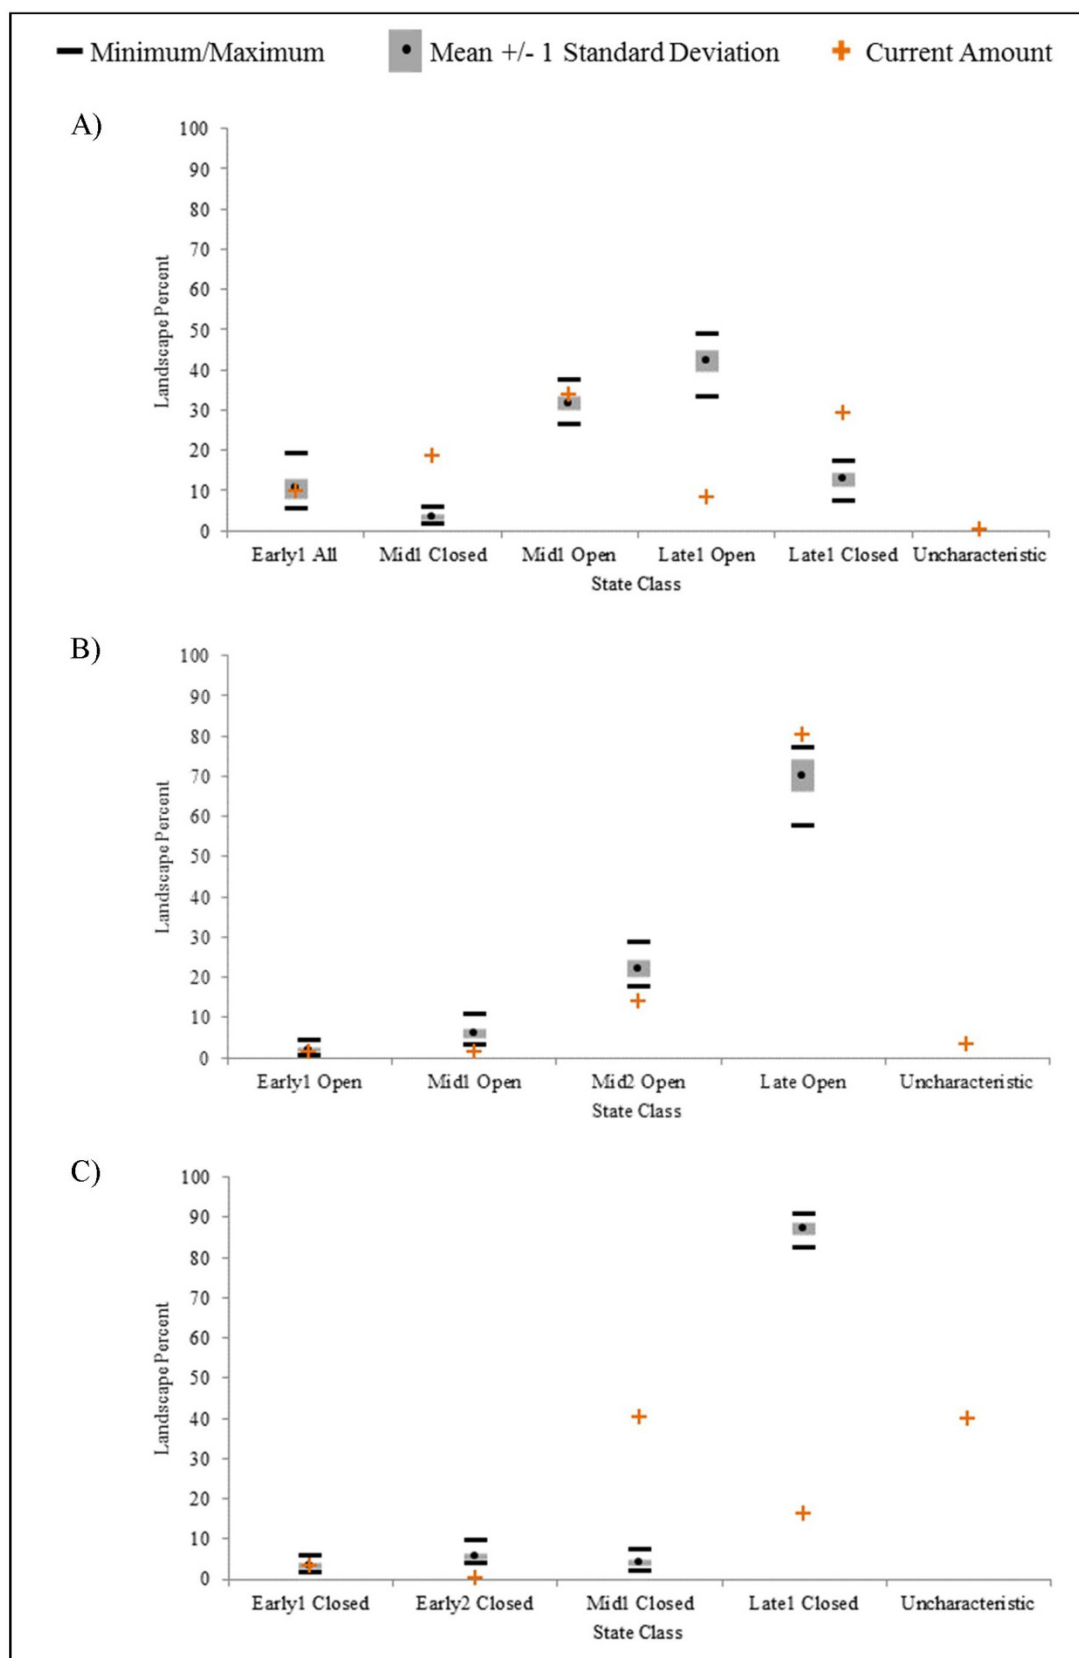 Minimum/Maximum Mean +/- 1 Standard Deviation Current Amount
A)
100
90
80
70
60
50
40
30
20
10
0
Landscape Percent
Early1 All Mid1 Closed Mid1 Open Late1 Open Late1 Closed Uncharacteristic
State Class
B)
100
90
80
70
60
50
40
30
20
10
0
Landscape Percent
Early1 Open Mid1 Open Mid2 Open Late Open Uncharacteristic
State Class
C)
100
90
80
70
60
50
40
30
20
10
0
Landscape Percent
Early1 Closed Early2 Closed Mid1 Closed Late1 Closed Uncharacteristic
State Class